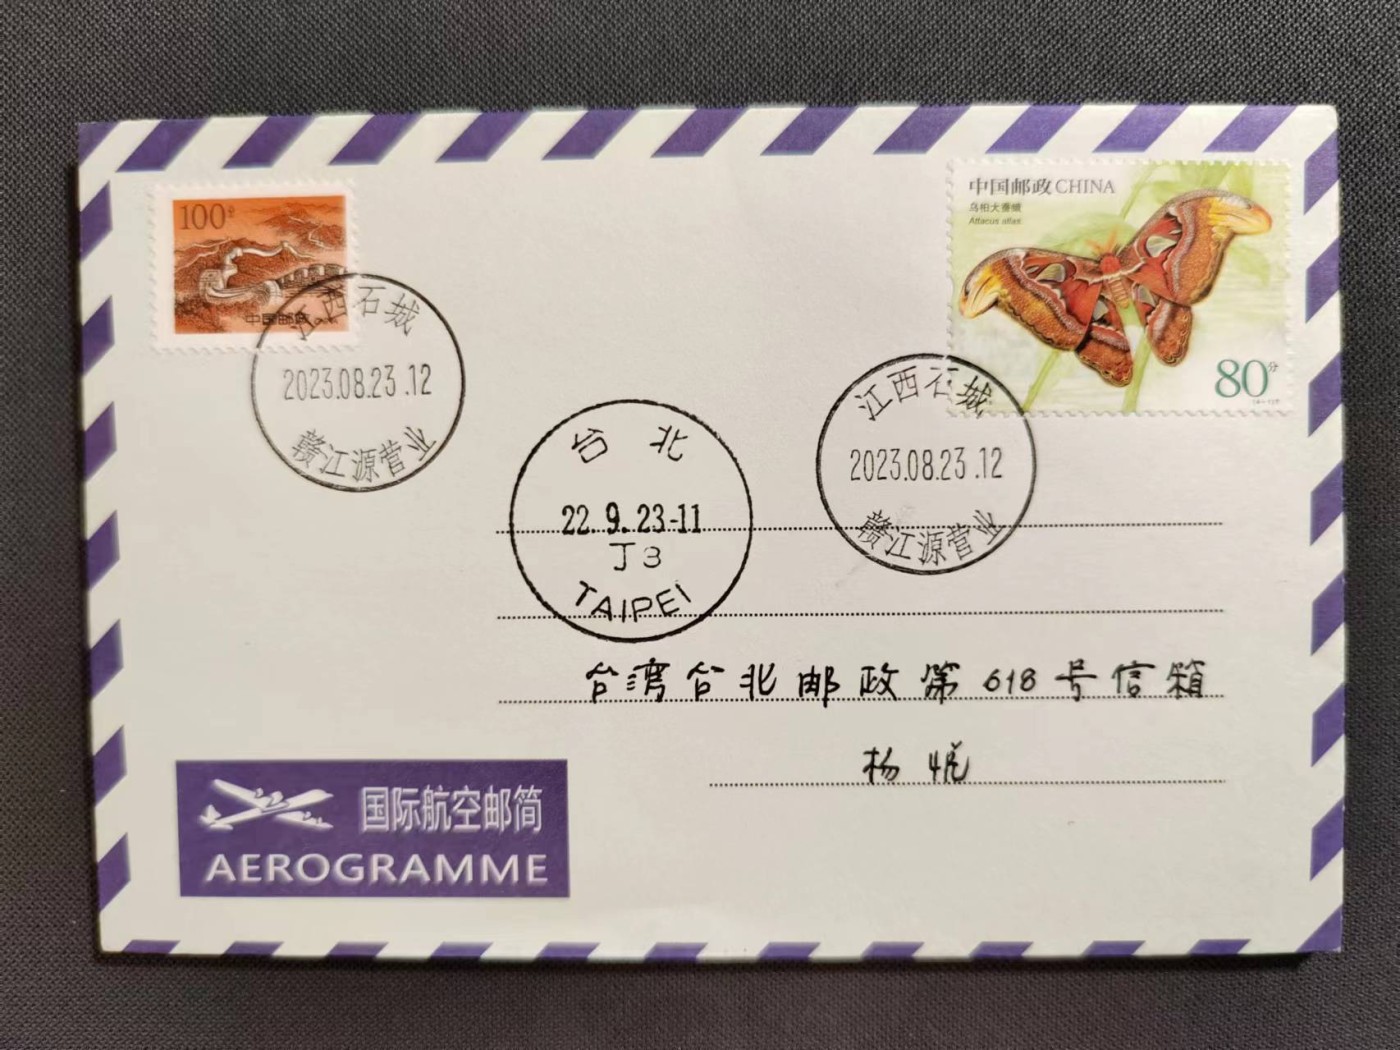 100分
中国邮政
中国邮政 CHINA
乌桕大蚕蛾
Attacus atlas
80分
江西石城
2023.08.23.12
赣江源营业
江西石城
2023.08.23.12
赣江源营业
台 北
22.9.23-11
J3
TAIPEI
台湾台北邮政第618号信箱
杨悦
国际航空邮简
AEROGRAMME